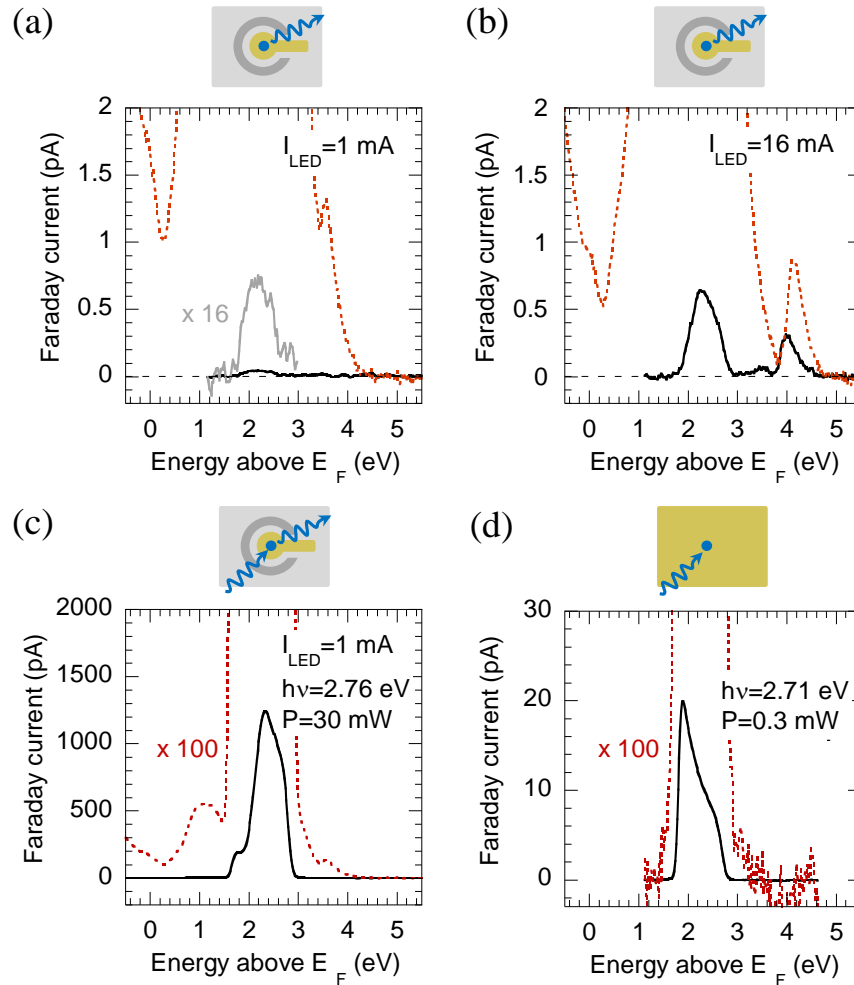 (a)
(b)
2
1.5
1
0.5
0
Faraday current (pA)
I LED=1 mA
x 16
0 1 2 3 4 5
Energy above E F (eV)
2
1.5
1
0.5
0
Faraday current (pA)
I LED=16 mA
0 1 2 3 4 5
Energy above E F (eV)
(c)
(d)
2000
1500
1000
500
0
Faraday current (pA)
I LED=1 mA
hν=2.76 eV
P=30 mW
x 100
0 1 2 3 4 5
Energy above E F (eV)
30
20
10
0
Faraday current (pA)
hν=2.71 eV
P=0.3 mW
x 100
0 1 2 3 4 5
Energy above E F (eV)